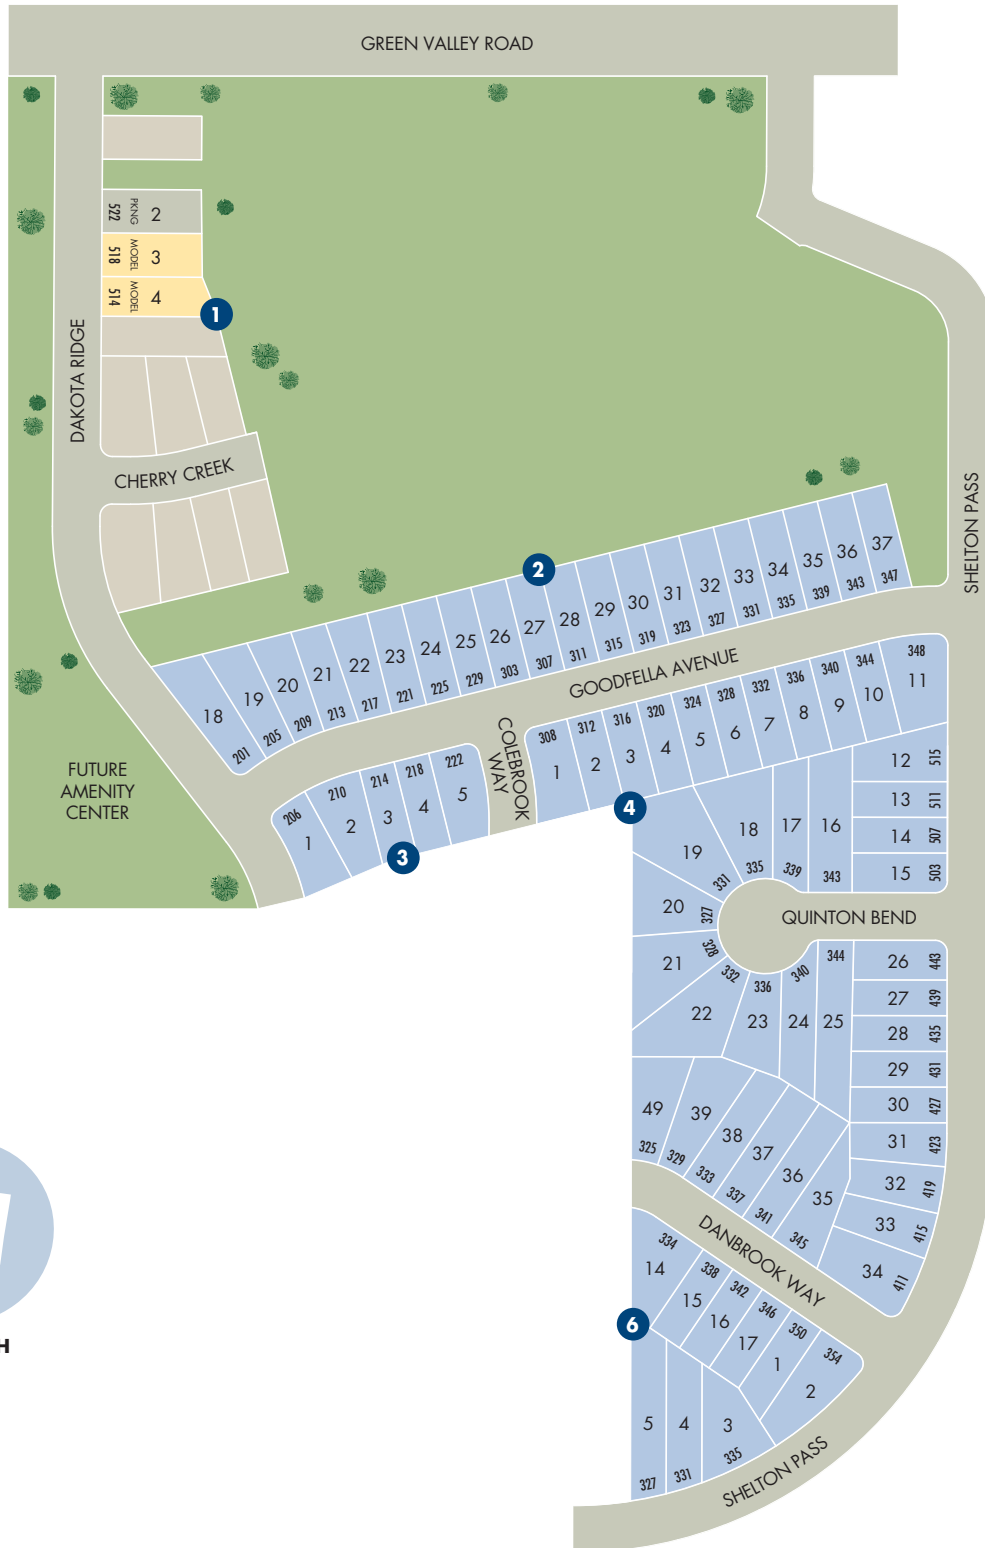 GREEN VALLEY ROAD
DAKOTA RIDGE
522 PKNG 2
518 MODEL 3
514 MODEL 4
1
CHERRY CREEK
SHELTON PASS
2
18 19 20 21 22 23 24 25 26 27 28 29 30 31 32 33 34 35 36 37
201 205 209 213 217 221 225 229 303 307 311 315 319 323 327 331 335 339 343 347
GOODFELLA AVENUE
COLEBROOK
WAY
FUTURE
AMENITY
CENTER
206 210 214 218 222
1 2 3 4 5
3
308 312 316 320 324 328 332 336 340 344 348
1 2 3 4 5 6 7 8 9 10 11
4
12 515
13 511
14 507
15 503
16 343
17 339
18 335
19 331
20 327
QUINTON BEND
21 328
22 332
23 336
24 340
25 344
26 443
27 439
28 435
29 431
30 427
31 423
32 419
33 415
34 411
49 39 38 37 36 35
325 329 333 337 341 345
DANBROOK WAY
334 338 342 346 350 354
14 15 16 17 1 2
6
5 4 3
327 331 335
SHELTON PASS
H